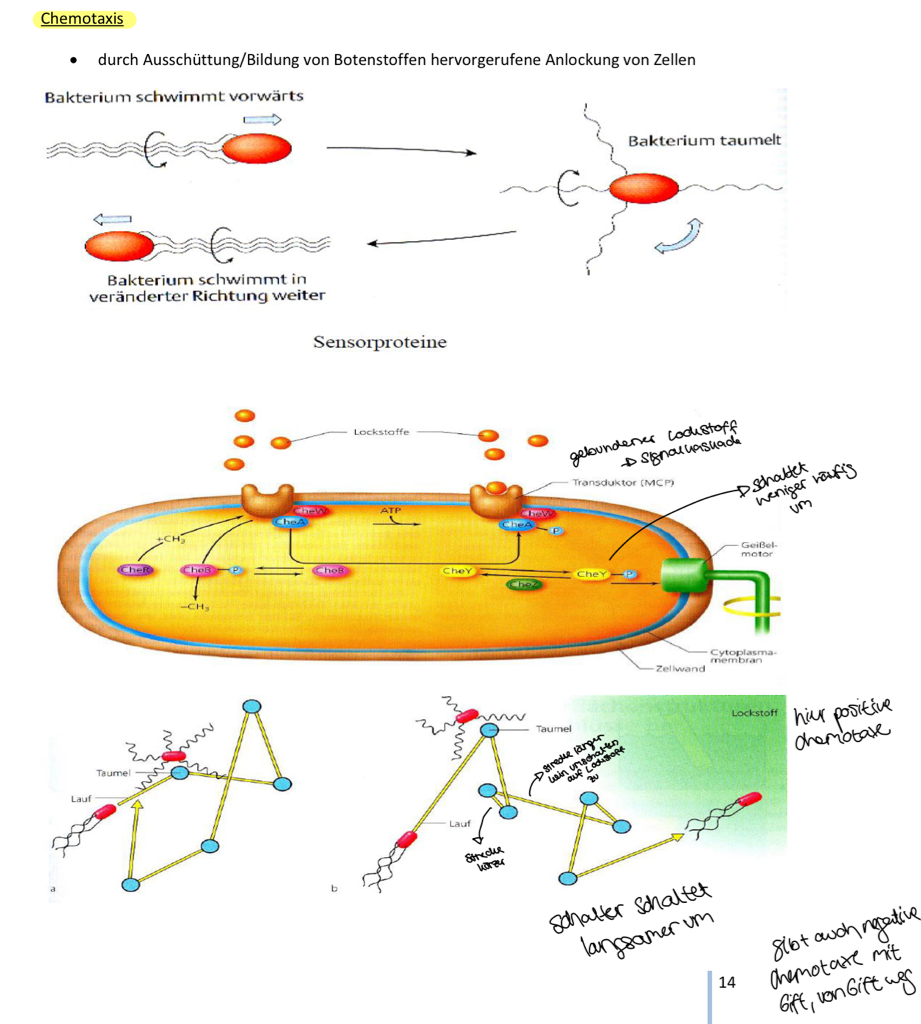 Chemotaxis
• durch Ausschüttung/Bildung von Botenstoffen hervorgerufene Anlockung von Zellen
Bakterium schwimmt vorwärts
Bakterium taumelt
Bakterium schwimmt in
veränderter Richtung weiter
Sensorproteine
Lockstoffe
gebundener Lockstoff
→ Signalkaskade
Transduktor (MCP)
→ schaltet
weniger häufig
um
CheW
CheA
ATP
CheW
CheA
P
+CH₃
Geißel-
motor
CheR
CheB
P
CheB
CheY
CheZ
CheY
P
−CH₃
Cytoplasma-
membran
Zellwand
Lockstoff
hier positive
chemotaxe
Taumel
Taumel
→ Strecke länger
kein umschalten
auf Lockstoff
zu
Lauf
Lauf
Strecke
kürzer
a
b
Schalter schaltet
langsamer um
gibt auch negative
chemotaxe mit
Gift, von Gift weg
14